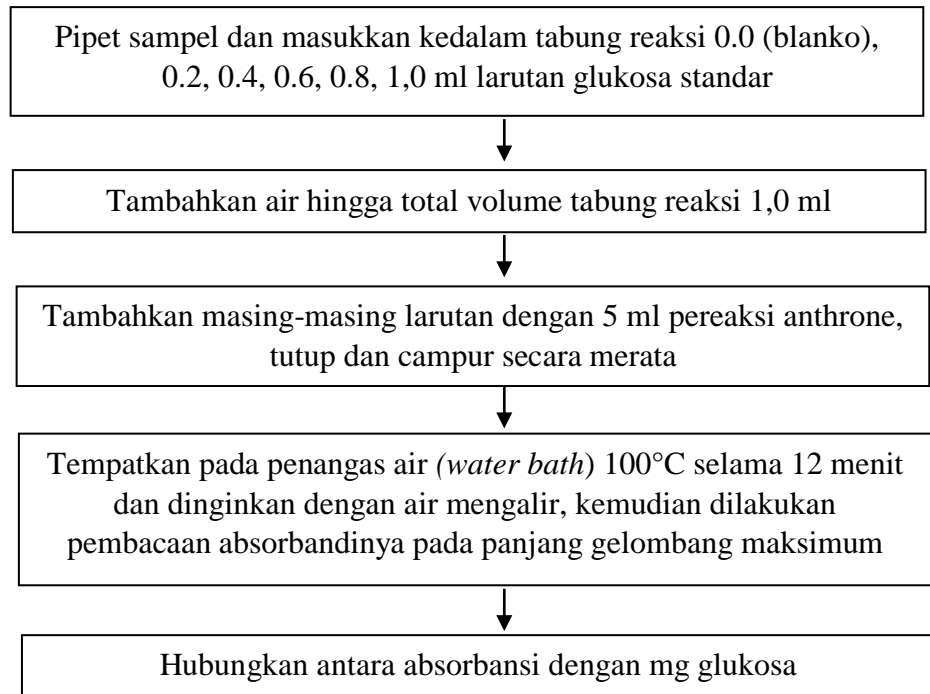 Pipet sampel dan masukkan kedalam tabung reaksi 0.0 (blanko),
0.2, 0.4, 0.6, 0.8, 1,0 ml larutan glukosa standar
Tambahkan air hingga total volume tabung reaksi 1,0 ml
Tambahkan masing-masing larutan dengan 5 ml pereaksi anthrone,
tutup dan campur secara merata
Tempatkan pada penangas air (water bath) 100°C selama 12 menit
dan dinginkan dengan air mengalir, kemudian dilakukan
pembacaan absorbandinya pada panjang gelombang maksimum
Hubungkan antara absorbansi dengan mg glukosa